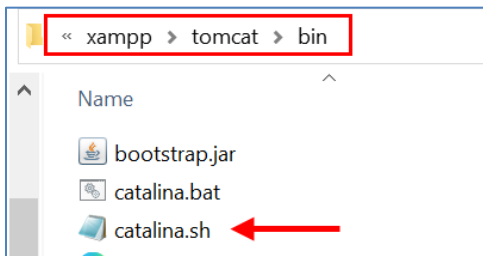 « xampp > tomcat > bin
Name
bootstrap.jar
catalina.bat
catalina.sh